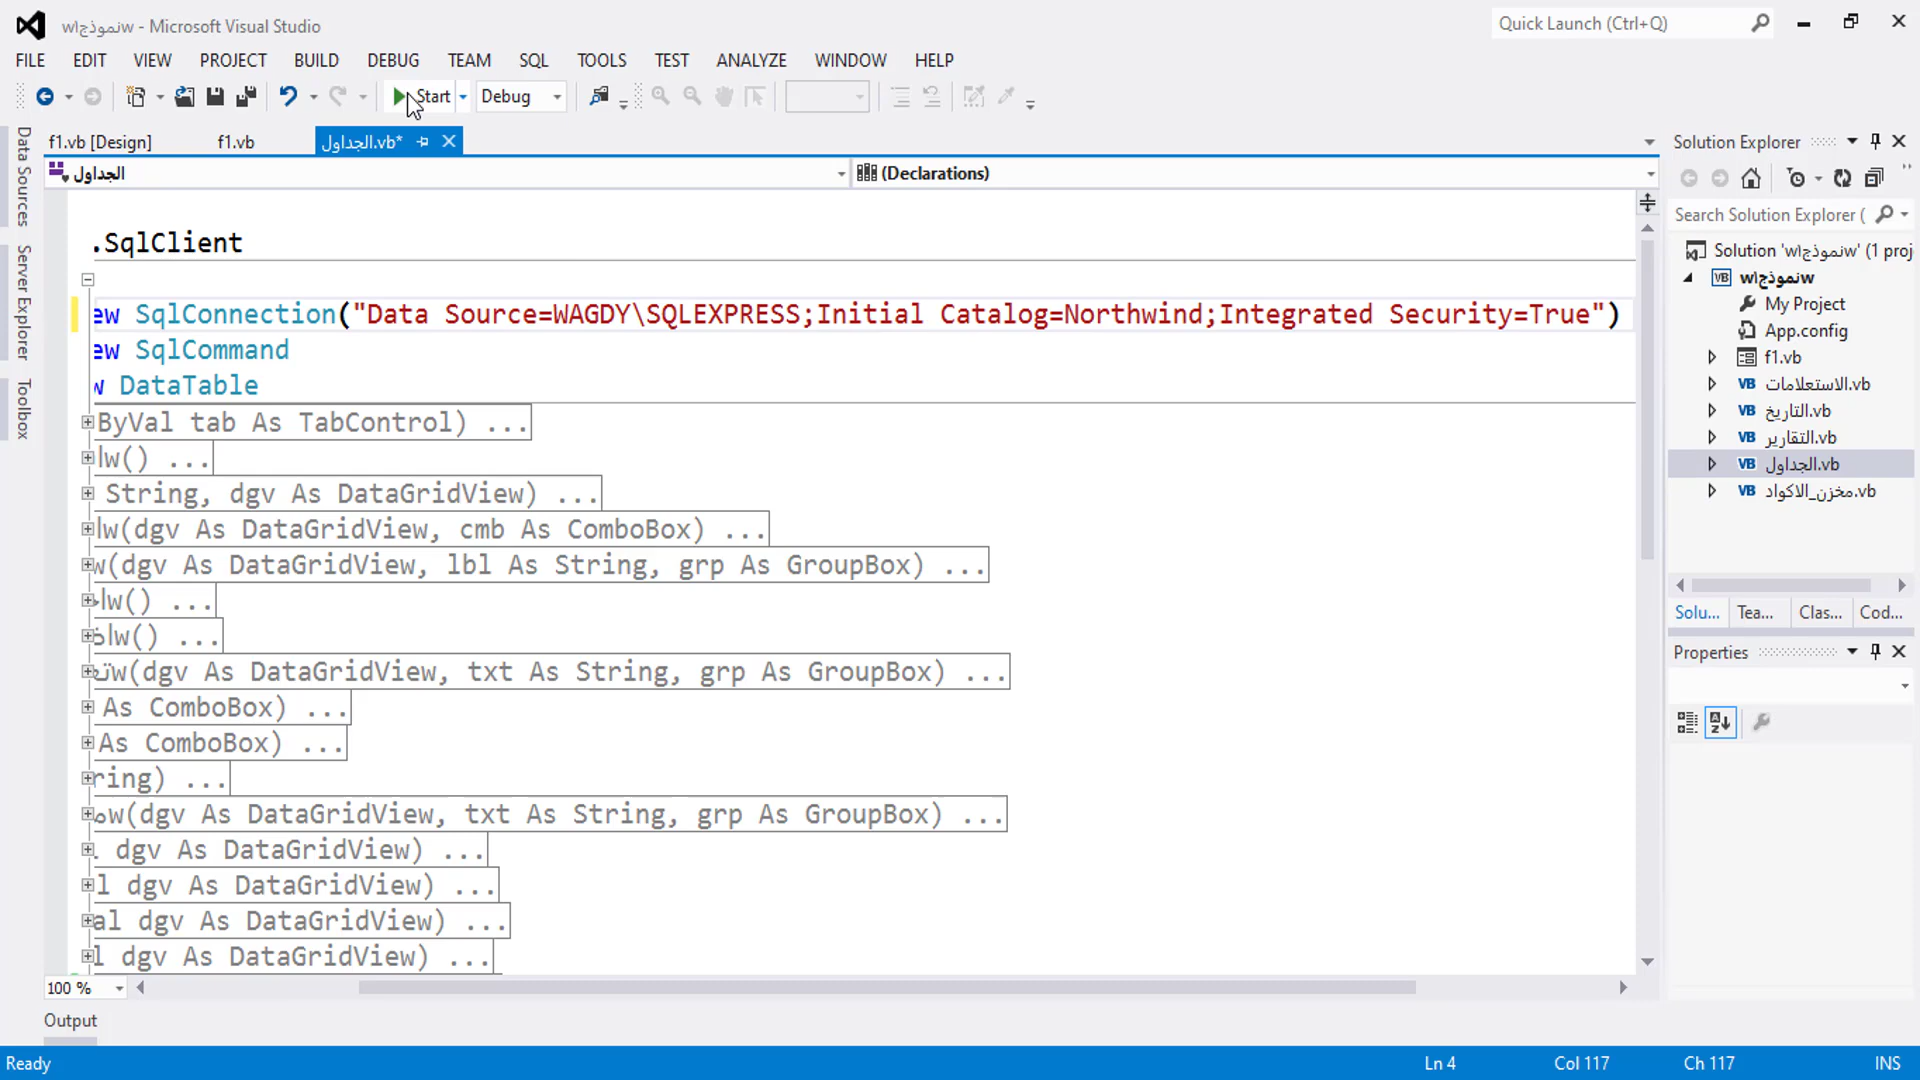 wنموذج\w - Microsoft Visual Studio
Quick Launch (Ctrl+Q)
FILE EDIT VIEW PROJECT BUILD DEBUG TEAM SQL TOOLS TEST ANALYZE WINDOW HELP
Start Debug
f1.vb [Design] f1.vb الجداول.vb*
الجداول (Declarations)
.SqlClient
ew SqlConnection("Data Source=WAGDY\SQLEXPRESS;Initial Catalog=Northwind;Integrated Security=True")
ew SqlCommand
w DataTable
ByVal tab As TabControl) ...
w() ...
String, dgv As DataGridView) ...
w(dgv As DataGridView, cmb As ComboBox) ...
w(dgv As DataGridView, lbl As String, grp As GroupBox) ...
w() ...
w() ...
w(dgv As DataGridView, txt As String, grp As GroupBox) ...
As ComboBox) ...
As ComboBox) ...
ring) ...
w(dgv As DataGridView, txt As String, grp As GroupBox) ...
dgv As DataGridView) ...
l dgv As DataGridView) ...
al dgv As DataGridView) ...
l dgv As DataGridView) ...
100 %
Output
Ready Ln 4 Col 117 Ch 117 INS
Data Sources
Server Explorer
Toolbox
Solution Explorer
Search Solution Explorer (
Solution 'wنموذج\w' (1 proj
wنموذج\w
My Project
App.config
f1.vb
الاستعلامات.vb
التاريخ.vb
التقارير.vb
الجداول.vb
مخزن_الاكواد.vb
Solu... Tea... Clas... Cod...
Properties